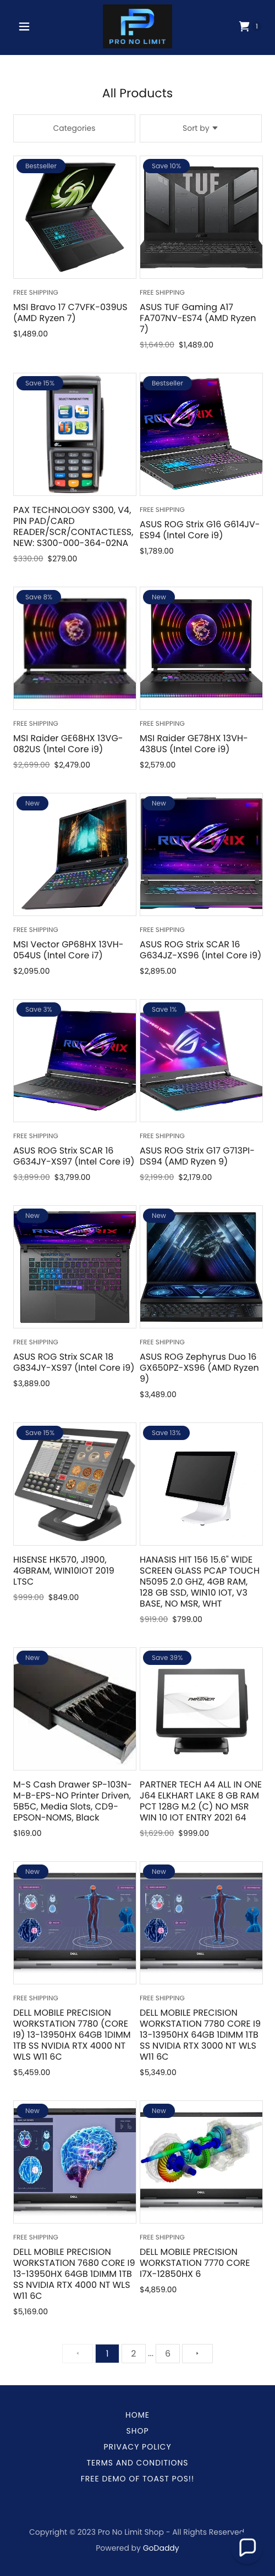 PRO NO LIMIT
1
All Products
Categories
Sort by
Bestseller
FREE SHIPPING
MSI Bravo 17 C7VFK-039US
(AMD Ryzen 7)
$1,489.00
Save 10%
TUF
FREE SHIPPING
ASUS TUF Gaming A17
FA707NV-ES74 (AMD Ryzen
7)
$1,649.00 $1,489.00
Save 15%
PAX TECHNOLOGY S300, V4,
PIN PAD/CARD
READER/SCR/CONTACTLESS,
NEW: S300-000-364-02NA
$330.00 $279.00
Bestseller
FREE SHIPPING
ASUS ROG Strix G16 G614JV-
ES94 (Intel Core i9)
$1,789.00
Save 8%
FREE SHIPPING
MSI Raider GE68HX 13VG-
082US (Intel Core i9)
$2,699.00 $2,479.00
New
FREE SHIPPING
MSI Raider GE78HX 13VH-
438US (Intel Core i9)
$2,579.00
New
FREE SHIPPING
MSI Vector GP68HX 13VH-
054US (Intel Core i7)
$2,095.00
New
FREE SHIPPING
ASUS ROG Strix SCAR 16
G634JZ-XS96 (Intel Core i9)
$2,895.00
Save 3%
FREE SHIPPING
ASUS ROG Strix SCAR 16
G634JY-XS97 (Intel Core i9)
$3,899.00 $3,799.00
Save 1%
FREE SHIPPING
ASUS ROG Strix G17 G713PI-
DS94 (AMD Ryzen 9)
$2,199.00 $2,179.00
New
FREE SHIPPING
ASUS ROG Strix SCAR 18
G834JY-XS97 (Intel Core i9)
$3,889.00
New
FREE SHIPPING
ASUS ROG Zephyrus Duo 16
GX650PZ-XS96 (AMD Ryzen
9)
$3,489.00
Save 15%
HISENSE HK570, J1900,
4GBRAM, WIN10IOT 2019
LTSC
$999.00 $849.00
Save 13%
HANASIS HIT 156 15.6" WIDE
SCREEN GLASS PCAP TOUCH
N5095 2.0 GHZ, 4GB RAM,
128 GB SSD, WIN10 IOT, V3
BASE, NO MSR, WHT
$919.00 $799.00
New
M-S Cash Drawer SP-103N-
M-B-EPS-NO Printer Driven,
5B5C, Media Slots, CD9-
EPSON-NOMS, Black
$169.00
Save 39%
PARTNER
PARTNER TECH A4 ALL IN ONE
J64 ELKHART LAKE 8 GB RAM
PCT 128G M.2 (C) NO MSR
WIN 10 IOT ENTRY 2021 64
$1,629.00 $999.00
New
DELL
FREE SHIPPING
DELL MOBILE PRECISION
WORKSTATION 7780 (CORE
I9) 13-13950HX 64GB 1DIMM
1TB SS NVIDIA RTX 4000 NT
WLS W11 6C
$5,459.00
New
DELL
FREE SHIPPING
DELL MOBILE PRECISION
WORKSTATION 7780 CORE I9
13-13950HX 64GB 1DIMM 1TB
SS NVIDIA RTX 3000 NT WLS
W11 6C
$5,349.00
New
DELL
FREE SHIPPING
DELL MOBILE PRECISION
WORKSTATION 7680 CORE I9
13-13950HX 64GB 1DIMM 1TB
SS NVIDIA RTX 4000 NT WLS
W11 6C
$5,169.00
New
DELL
FREE SHIPPING
DELL MOBILE PRECISION
WORKSTATION 7770 CORE
I7X-12850HX 6
$4,859.00
1 2 ... 6
HOME
SHOP
PRIVACY POLICY
TERMS AND CONDITIONS
FREE DEMO OF TOAST POS!!
Copyright © 2023 Pro No Limit Shop - All Rights Reserved.
Powered by GoDaddy